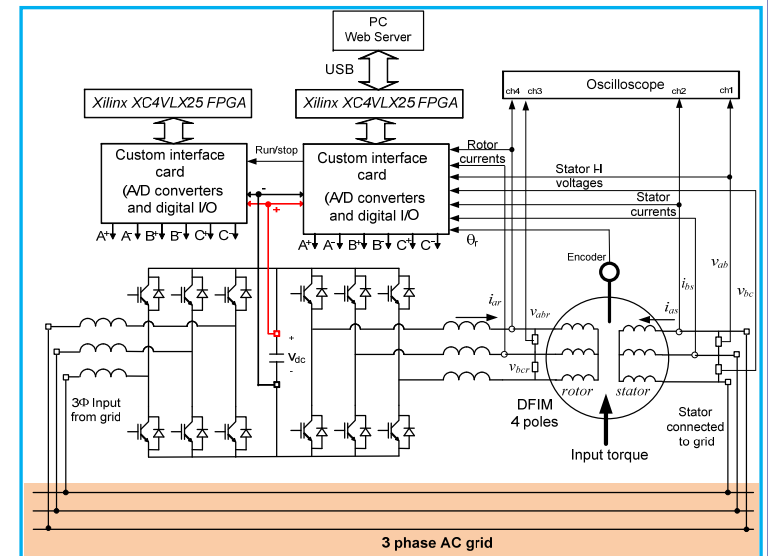 PC
Web Server
USB
Oscilloscope
ch4
ch3
ch2
ch1
Xilinx XC4VLX25 FPGA
Xilinx XC4VLX25 FPGA
Run/stop
Rotor
currents
Custom interface
card
(A/D converters
and digital I/O
Custom interface
card
(A/D converters
and digital I/O
Stator H
voltages
Stator
currents
-
+
θr
A+ A- B+ B- C+ C-
A+ A- B+ B- C+ C-
Encoder
vab
ibs
vbc
iar
vabr
ias
+
Vdc
-
vbcr
rotor
stator
3Φ Input
from grid
DFIM
4 poles
Stator
connected
to grid
Input torque
3 phase AC grid